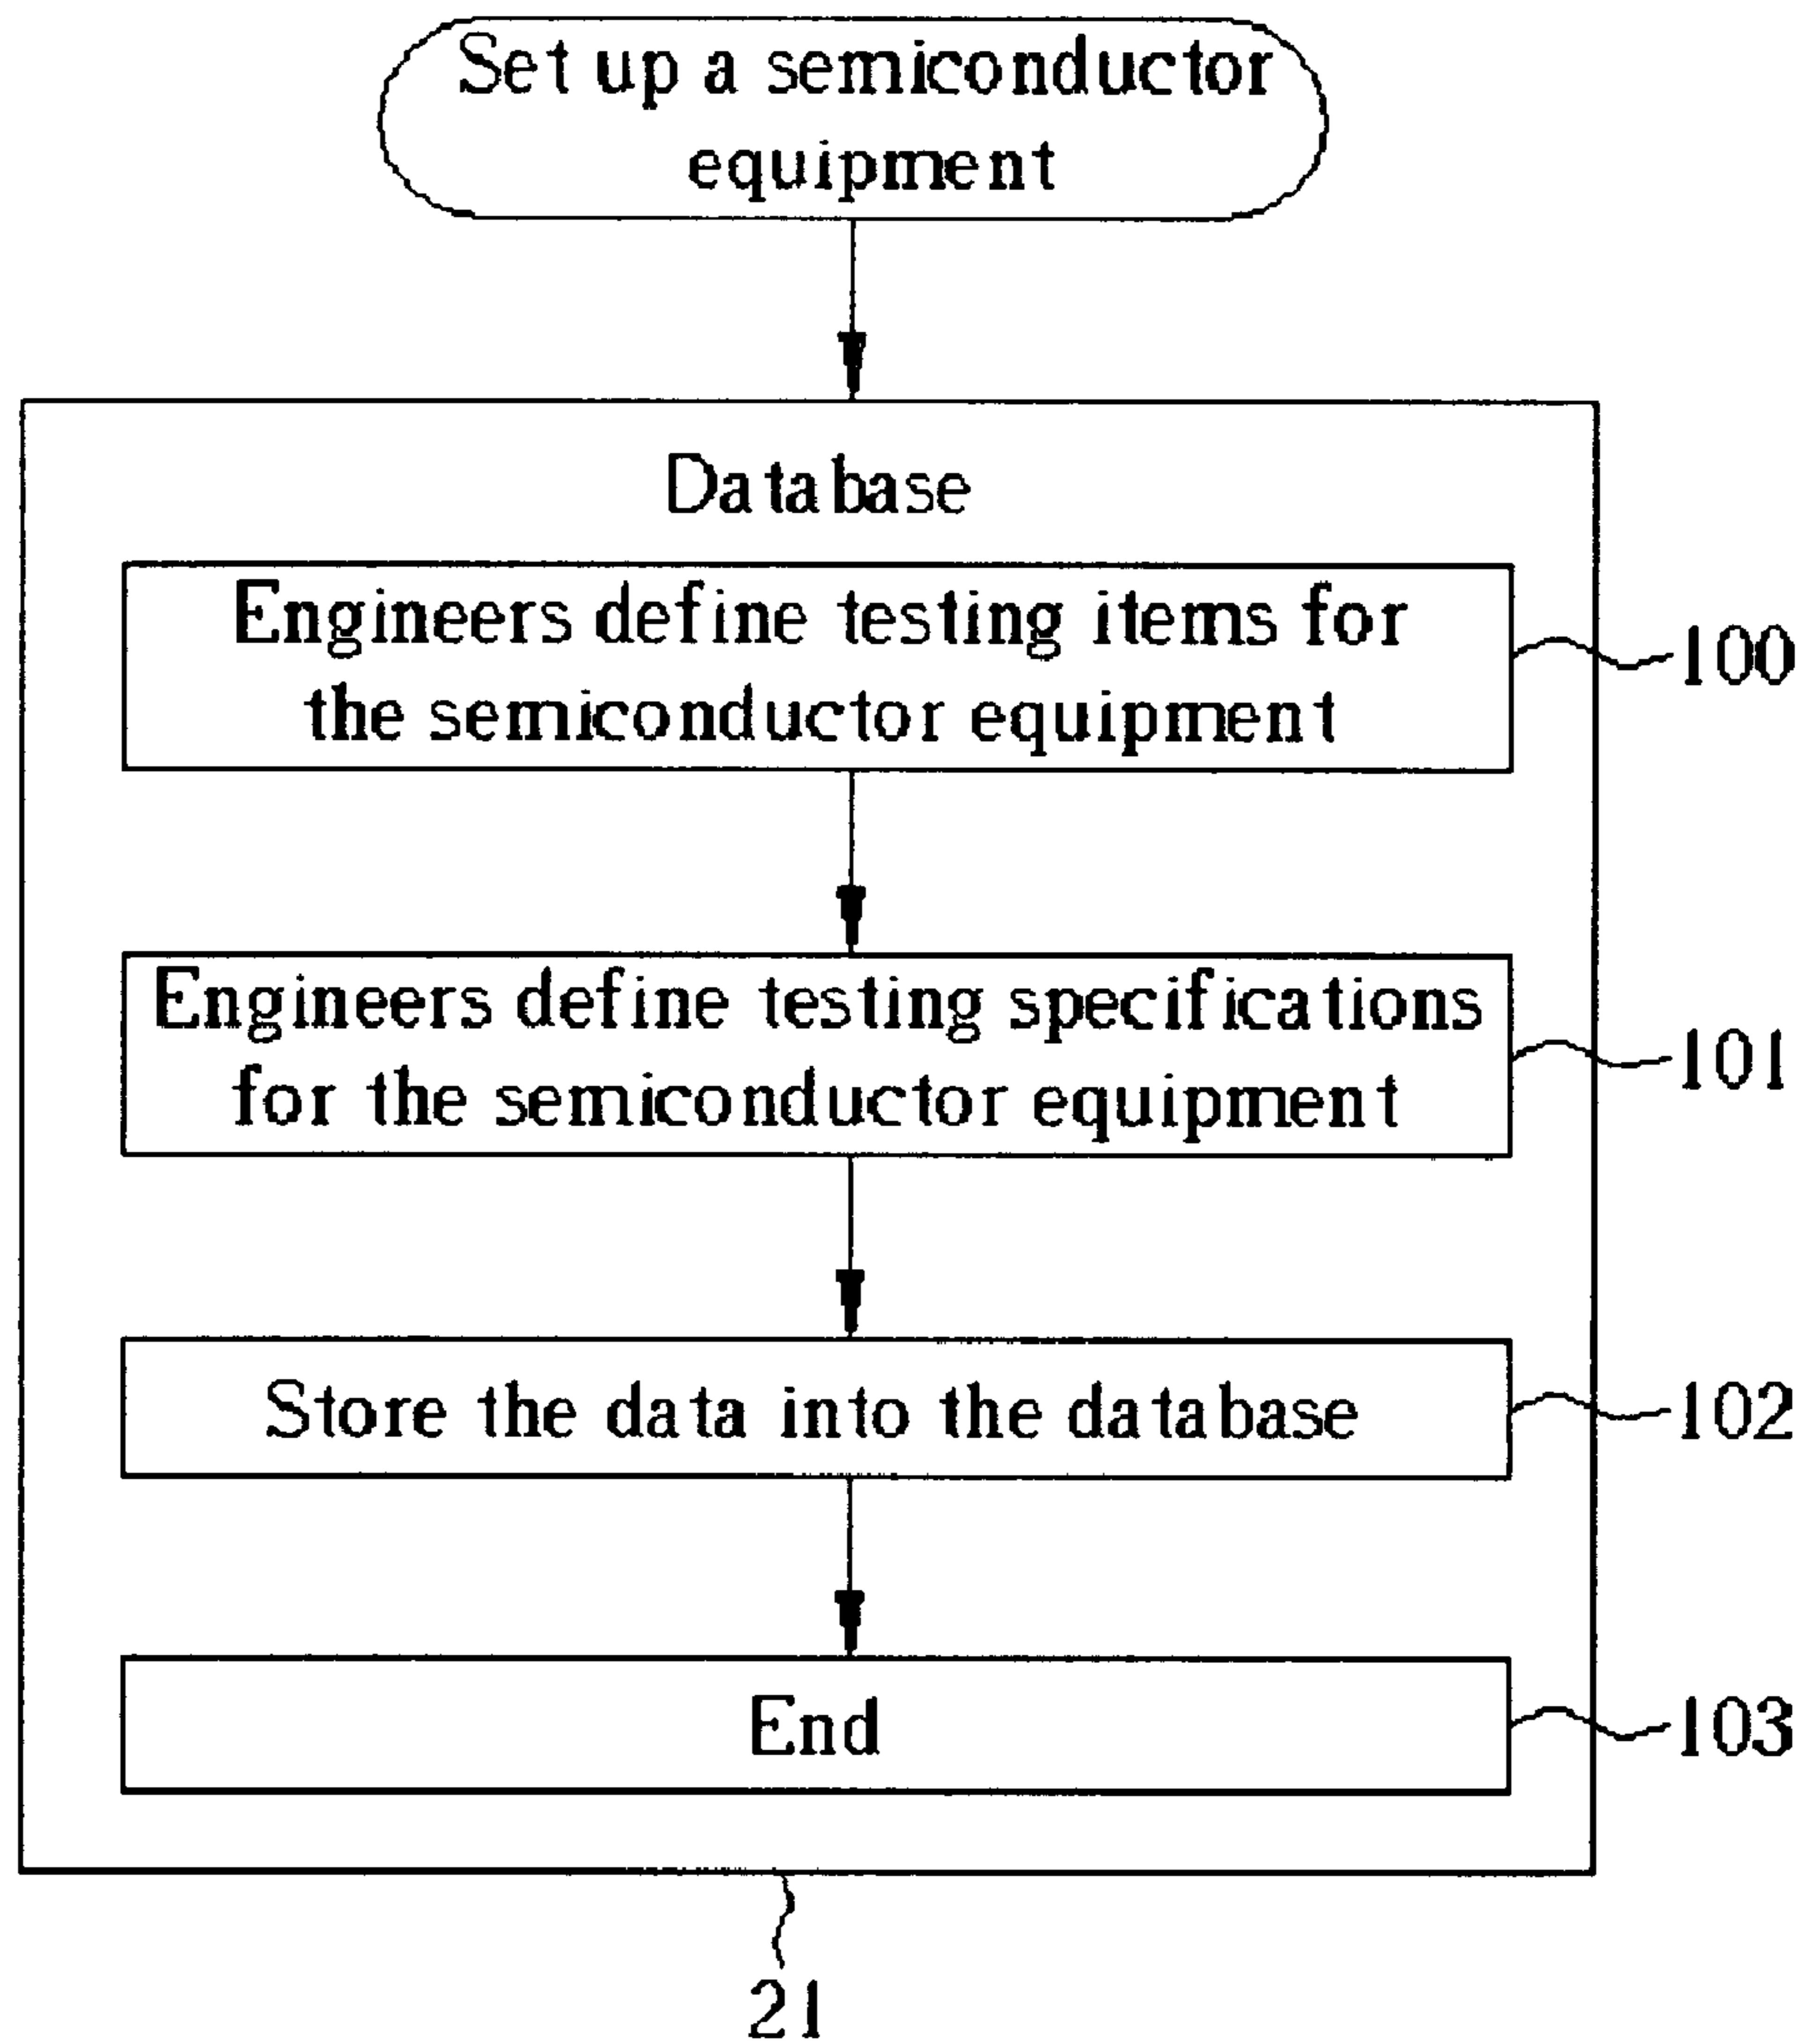 Set up a semiconductor
equipment
Database
Engineers define testing items for
the semiconductor equipment
100
Engineers define testing specifications
for the semiconductor equipment
101
Store the data into the database
102
End
103
21